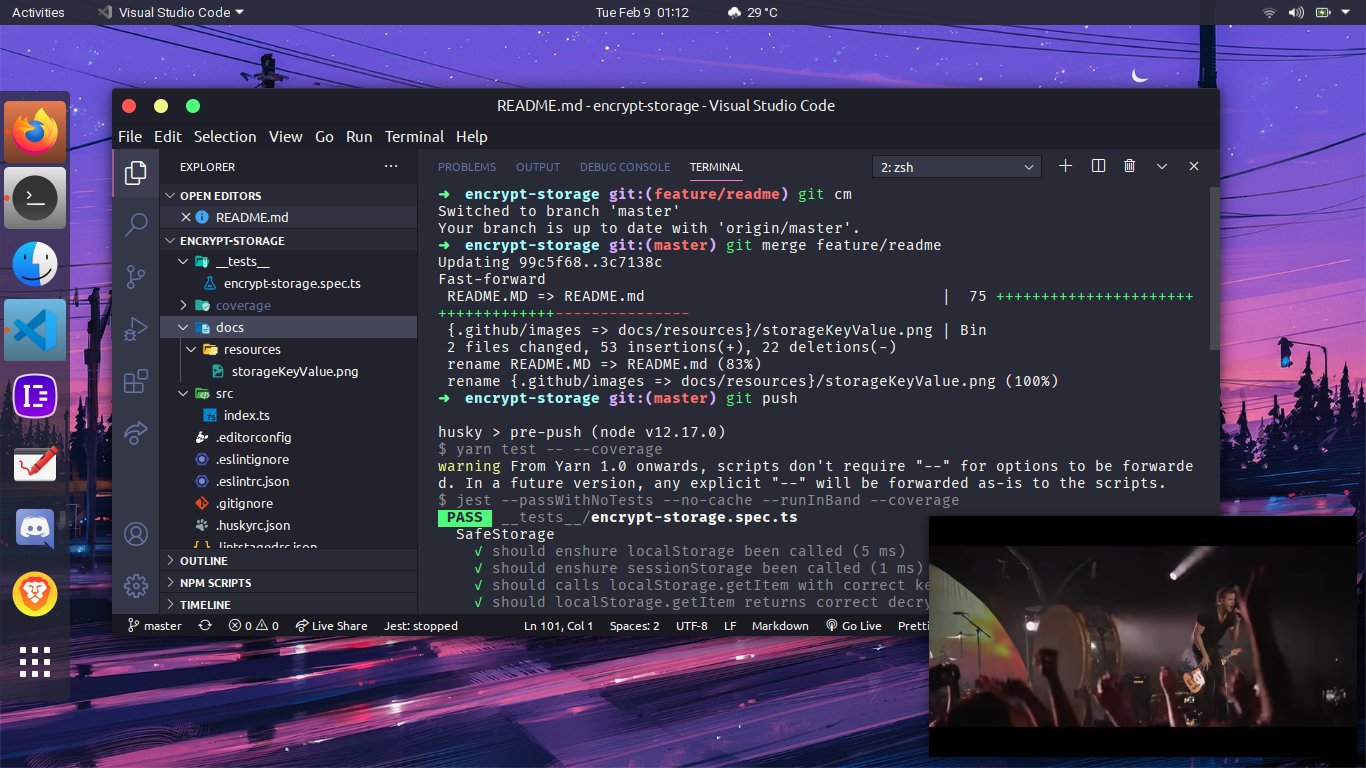 Activities
Visual Studio Code
Tue Feb 9 01:12
29 °C
README.md - encrypt-storage - Visual Studio Code
File Edit Selection View Go Run Terminal Help
EXPLORER
OPEN EDITORS
README.md
ENCRYPT-STORAGE
__tests__
encrypt-storage.spec.ts
coverage
docs
resources
storageKeyValue.png
src
TS index.ts
.editorconfig
.eslintignore
.eslintrc.json
.gitignore
.huskyrc.json
.lintstagedrc.json
OUTLINE
NPM SCRIPTS
TIMELINE
PROBLEMS OUTPUT DEBUG CONSOLE TERMINAL
2: zsh
➜ encrypt-storage git:(feature/readme) git cm
Switched to branch 'master'
Your branch is up to date with 'origin/master'.
➜ encrypt-storage git:(master) git merge feature/readme
Updating 99c5f68..3c7138c
Fast-forward
README.MD => README.md | 75 ++++++++++++++++++++++
+++++++++++++---------------
{.github/images => docs/resources}/storageKeyValue.png | Bin
2 files changed, 53 insertions(+), 22 deletions(-)
rename README.MD => README.md (83%)
rename {.github/images => docs/resources}/storageKeyValue.png (100%)
➜ encrypt-storage git:(master) git push
husky > pre-push (node v12.17.0)
$ yarn test -- --coverage
warning From Yarn 1.0 onwards, scripts don't require "--" for options to be forwarde
d. In a future version, any explicit "--" will be forwarded as-is to the scripts.
$ jest --passWithNoTests --no-cache --runInBand --coverage
PASS __tests__/encrypt-storage.spec.ts
SafeStorage
√ should enshure localStorage been called (5 ms)
√ should enshure sessionStorage been called (1 ms)
√ should calls localStorage.getItem with correct ke
√ should localStorage.getItem returns correct decry
master 0 0 Live Share Jest: stopped Ln 101, Col 1 Spaces: 2 UTF-8 LF Markdown Go Live Pretti